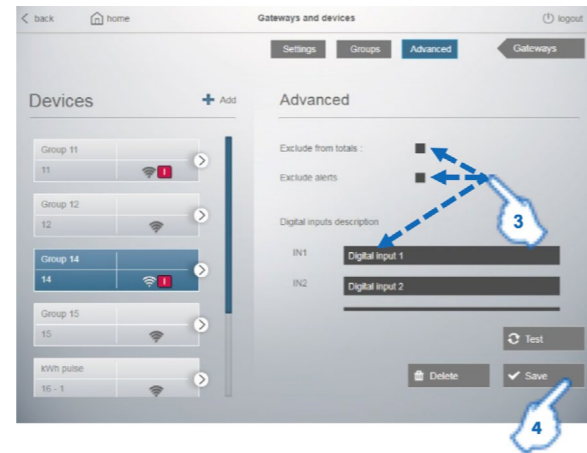 back
home
Gateways and devices
logout
Settings
Groups
Advanced
Gateways
Devices
Add
Advanced
Group 11
11
I
Group 12
12
Group 14
14
I
Group 15
15
kWh pulse
16 - 1
Exclude from totals :
Exclude alerts
Digital inputs description
IN1
Digital input 1
IN2
Digital input 2
3
Test
Delete
Save
4